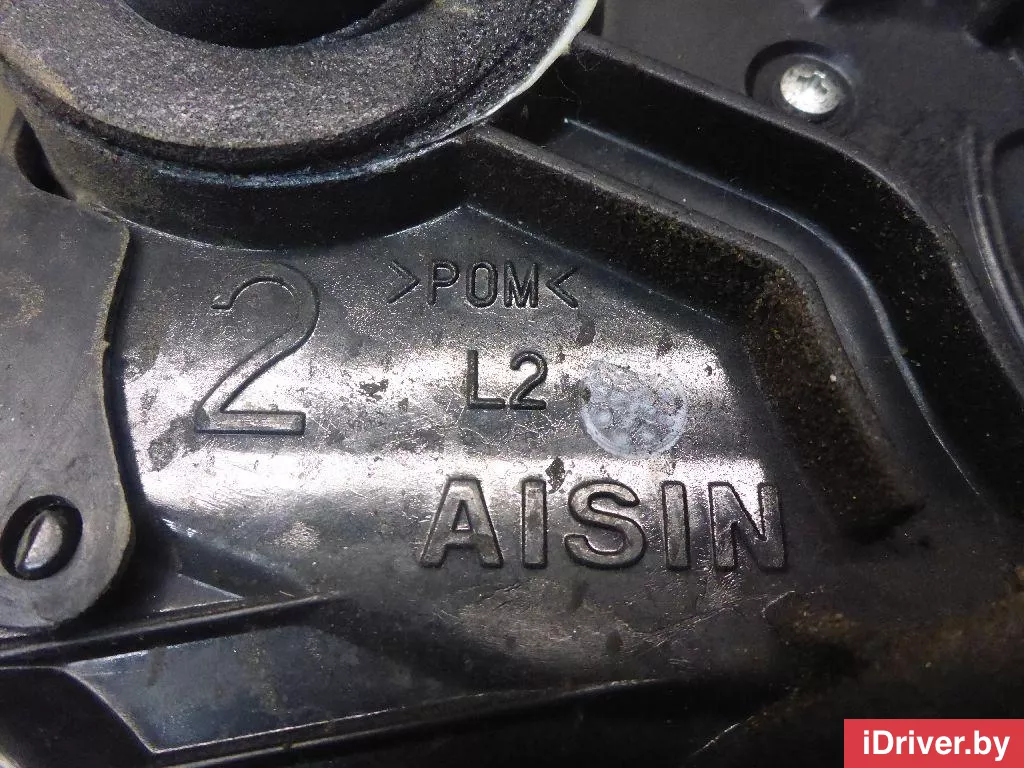 2
>POM<
L2
AISIN
iDriver.by